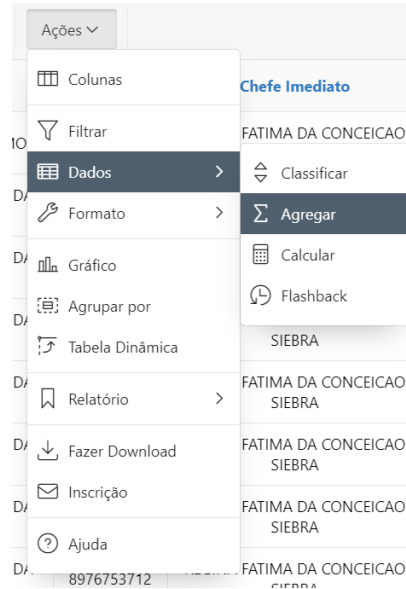 Ações
Colunas
Chefe Imediato
Filtrar
FATIMA DA CONCEICAO
Dados
Classificar
Formato
Agregar
Gráfico
Calcular
Agrupar por
Flashback
Tabela Dinâmica
SIEBRA
Relatório
FATIMA DA CONCEICAO
SIEBRA
Fazer Download
FATIMA DA CONCEICAO
SIEBRA
Inscrição
FATIMA DA CONCEICAO
SIEBRA
Ajuda
8976753712
FATIMA DA CONCEICAO
SIEBRA